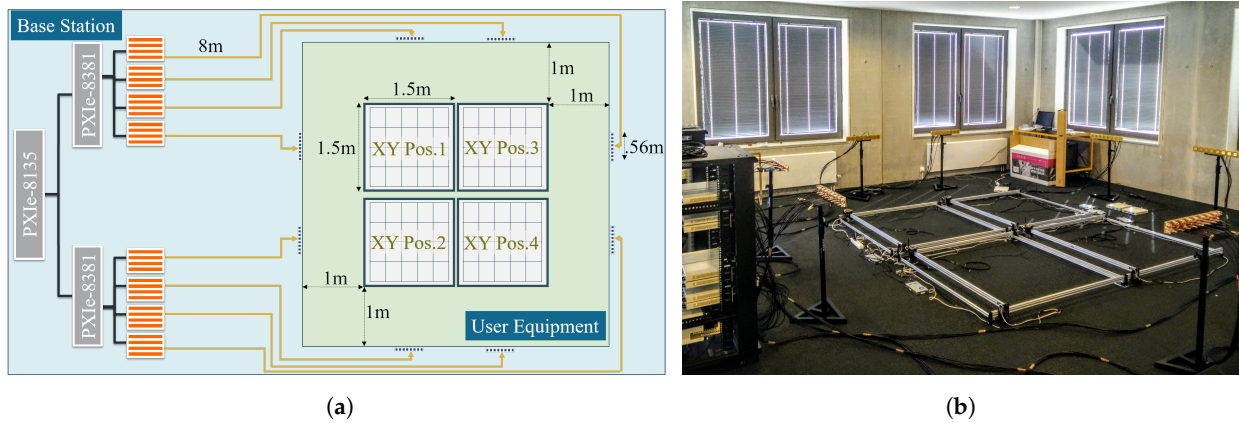 Base Station
8m
PXIe-8381
PXIe-8135
PXIe-8381
1m
1m
1.5m
1.5m
.56m
XY Pos.1
XY Pos.3
XY Pos.2
XY Pos.4
1m
1m
User Equipment
(a)
(b)